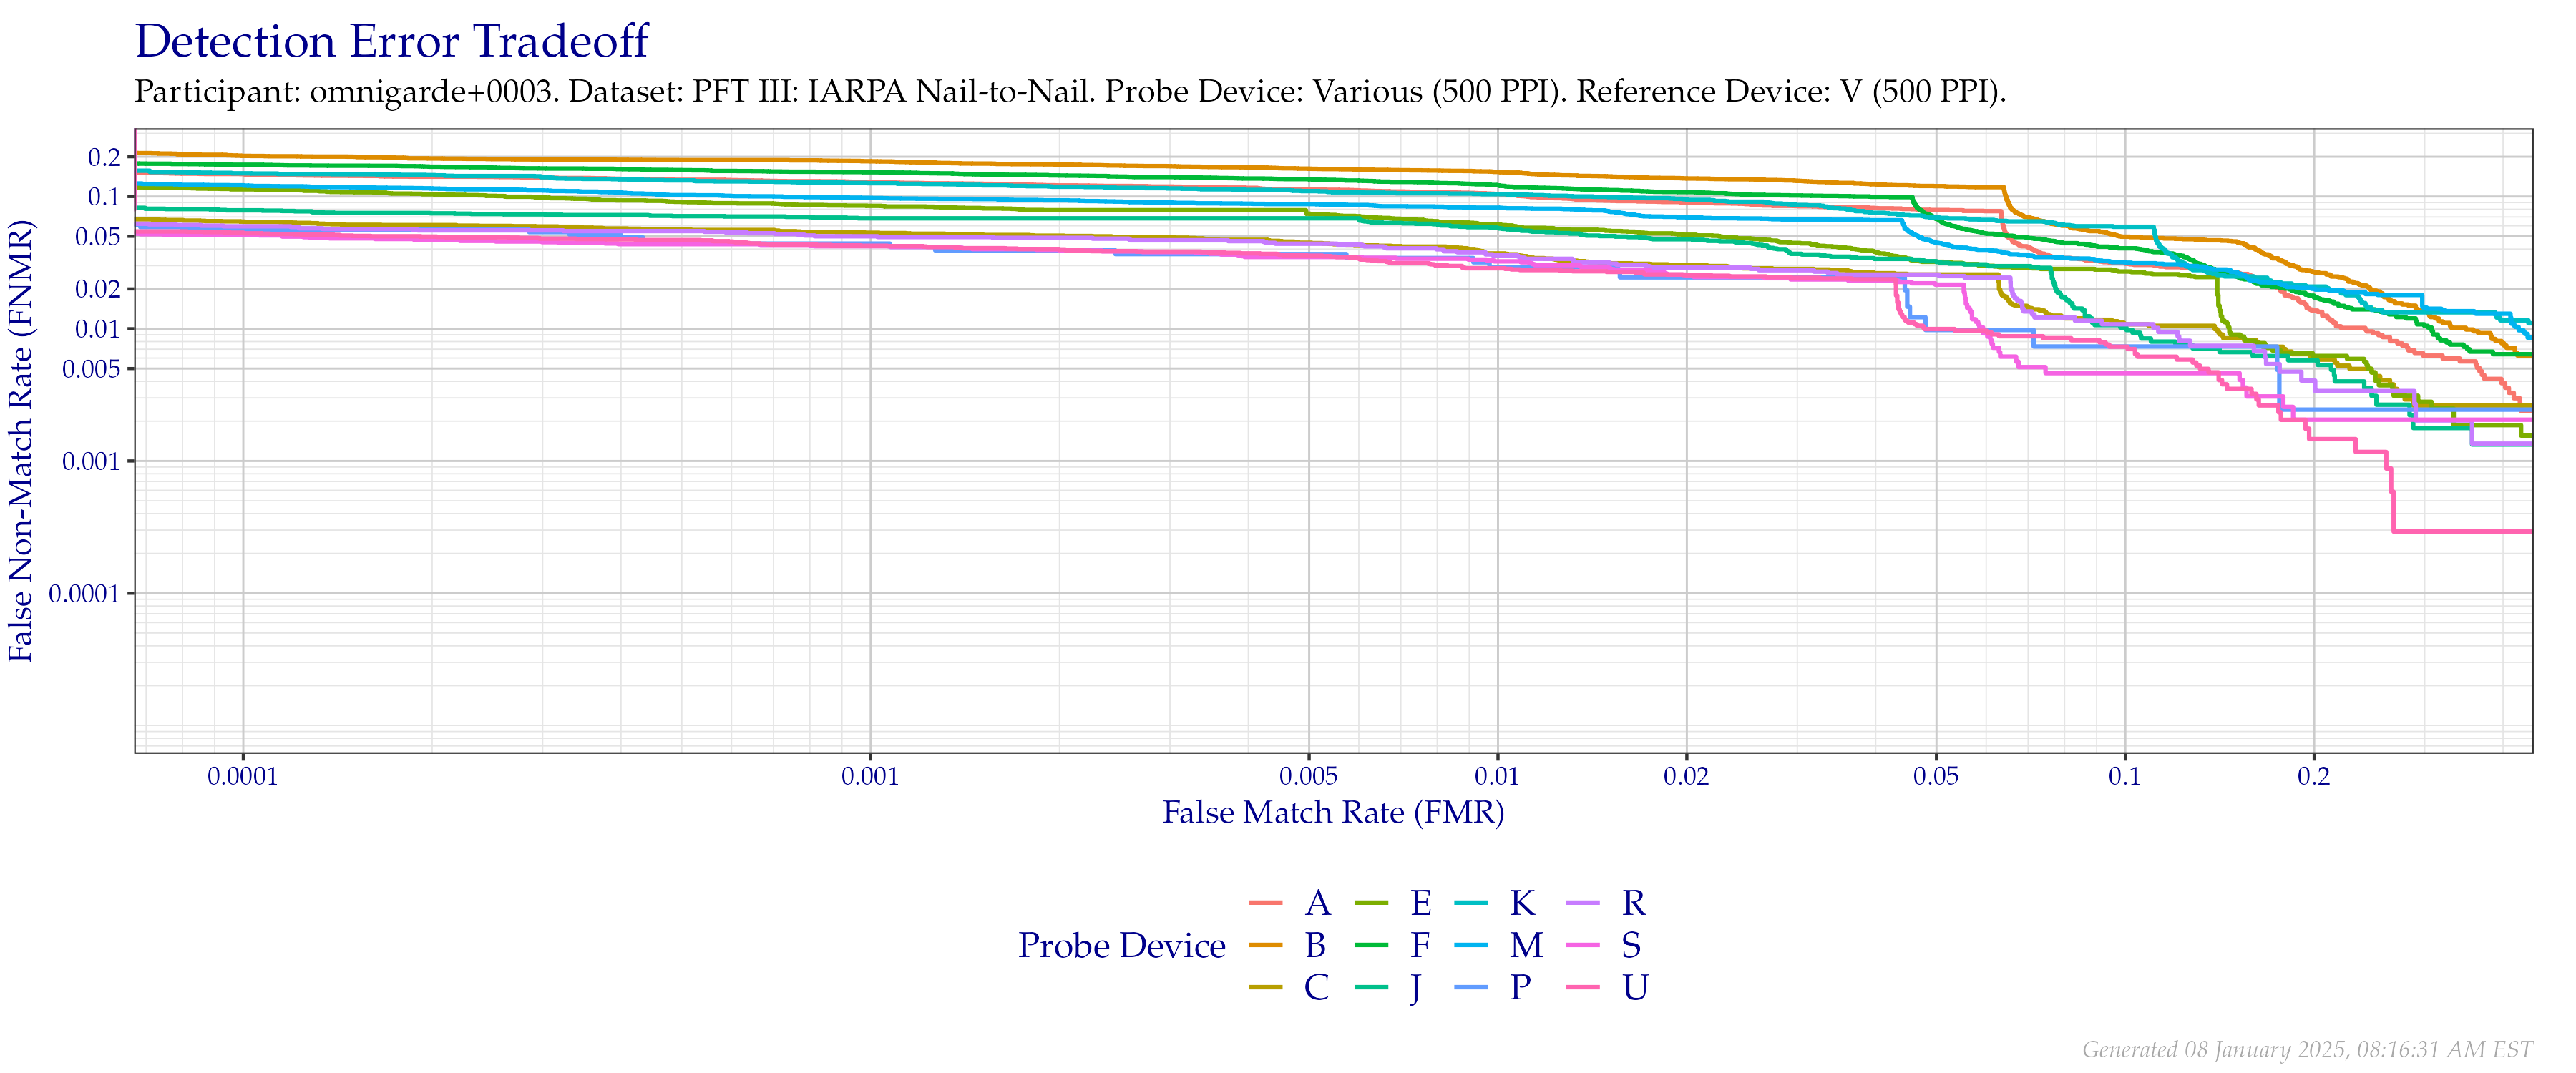 Detection Error Tradeoff
Participant: omnigarde+0003. Dataset: PFT III: IARPA Nail-to-Nail. Probe Device: Various (500 PPI). Reference Device: V (500 PPI).
False Non-Match Rate (FNMR)
0.2
0.1
0.05
0.02
0.01
0.005
0.001
0.0001
0.0001 0.001 0.005 0.01 0.02 0.05 0.1 0.2
False Match Rate (FMR)
Probe Device
A E K R
B F M S
C J P U
Generated 08 January 2025, 08:16:31 AM EST